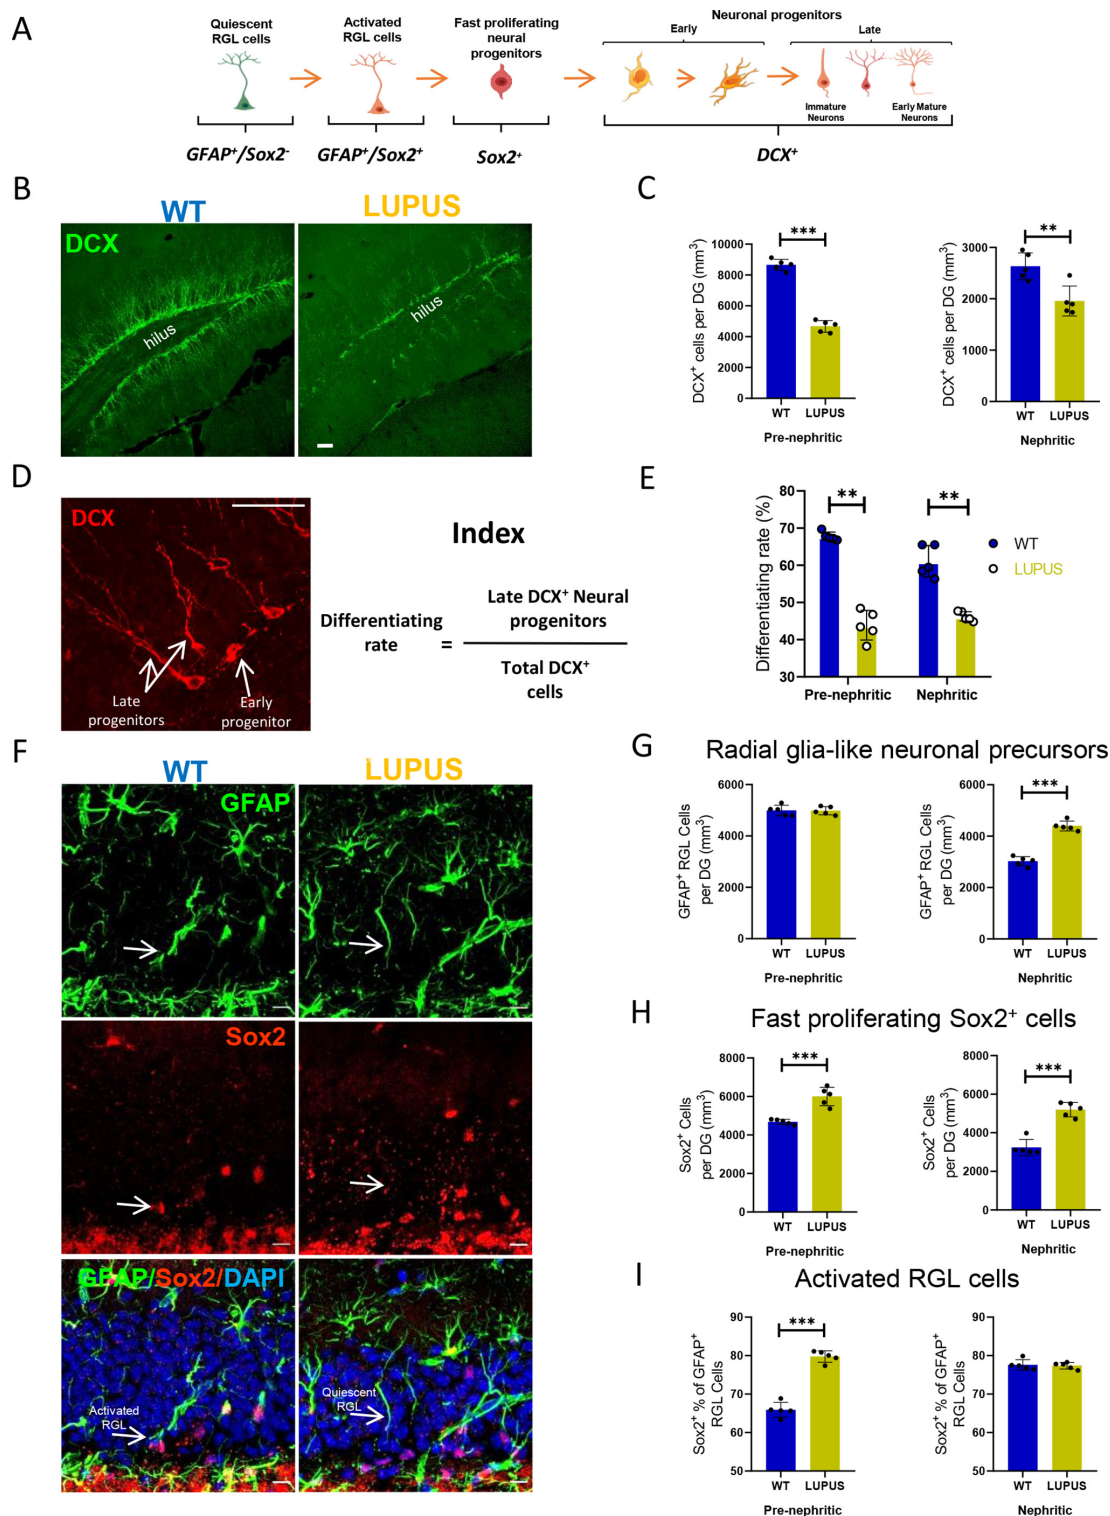 A
Quiescent
RGL cells
Activated
RGL cells
Fast proliferating
neural
progenitors
Neuronal progenitors
Early
Late
Immature
Neurons
Early Mature
Neurons
GFAP⁺/Sox2⁻
GFAP⁺/Sox2⁺
Sox2⁺
DCX⁺
B
WT
LUPUS
DCX
hilus
hilus
C
DCX⁺ cells per DG (mm³)
10000
8000
6000
4000
2000
0
***
WT
LUPUS
Pre-nephritic
DCX⁺ cells per DG (mm³)
3000
2000
1000
0
**
WT
LUPUS
Nephritic
D
DCX
Late
progenitors
Early
progenitor
Index
Differentiating
rate
=
Late DCX⁺ Neural
progenitors
Total DCX⁺
cells
E
Differentiating rate (%)
80
70
60
50
40
30
**
**
Pre-nephritic
Nephritic
WT
LUPUS
F
WT
LUPUS
GFAP
Sox2
GFAP/Sox2/DAPI
Activated
RGL
Quiescent
RGL
G
Radial glia-like neuronal precursors
GFAP⁺ RGL Cells
per DG (mm³)
6000
4000
2000
0
WT
LUPUS
Pre-nephritic
GFAP⁺ RGL Cells
per DG (mm³)
6000
4000
2000
0
***
WT
LUPUS
Nephritic
H
Fast proliferating Sox2⁺ cells
Sox2⁺ Cells
per DG (mm³)
8000
6000
4000
2000
0
***
WT
LUPUS
Pre-nephritic
Sox2⁺ Cells
per DG (mm³)
8000
6000
4000
2000
0
***
WT
LUPUS
Nephritic
I
Activated RGL cells
Sox2⁺ % of GFAP⁺
RGL Cells
90
80
70
60
50
***
WT
LUPUS
Pre-nephritic
Sox2⁺ % of GFAP⁺
RGL Cells
90
80
70
60
50
WT
LUPUS
Nephritic